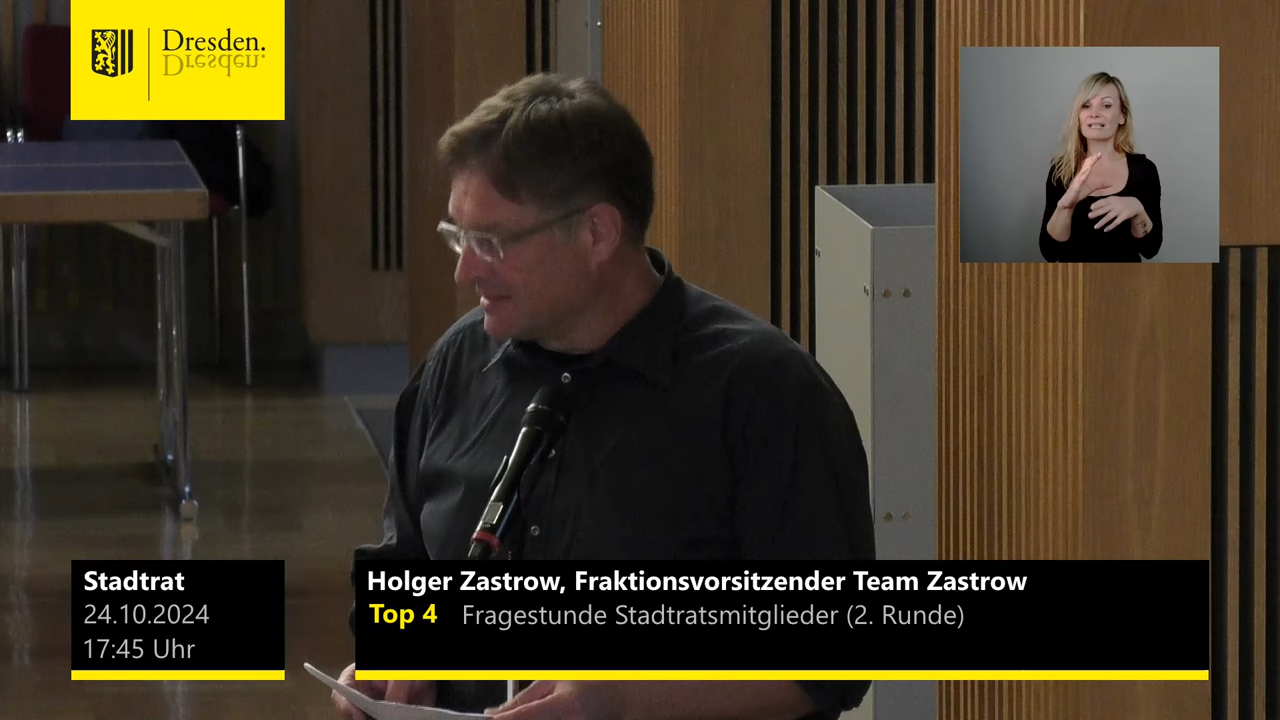 Dresden.
Dresden.
Stadtrat
24.10.2024
17:45 Uhr
Holger Zastrow, Fraktionsvorsitzender Team Zastrow
Top 4 Fragestunde Stadtratsmitglieder (2. Runde)